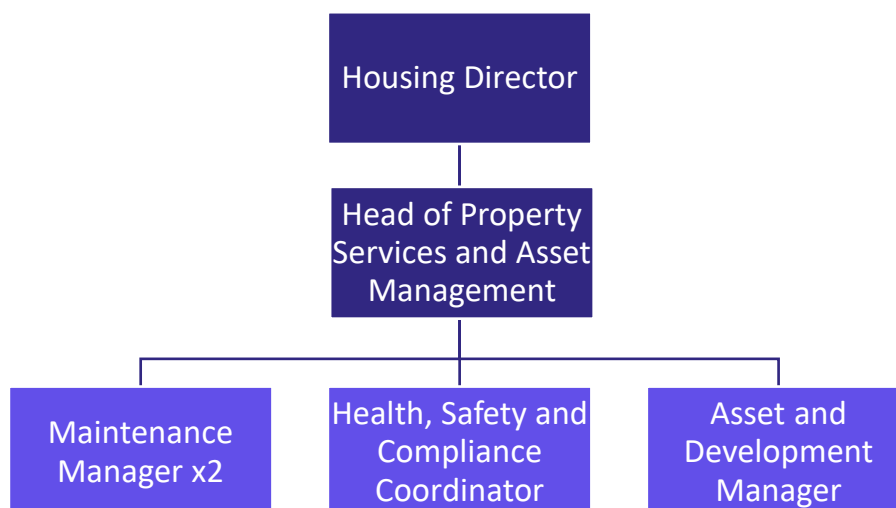 Housing Director
Head of Property
Services and Asset
Management
Maintenance
Manager x2
Health, Safety and
Compliance
Coordinator
Asset and
Development
Manager